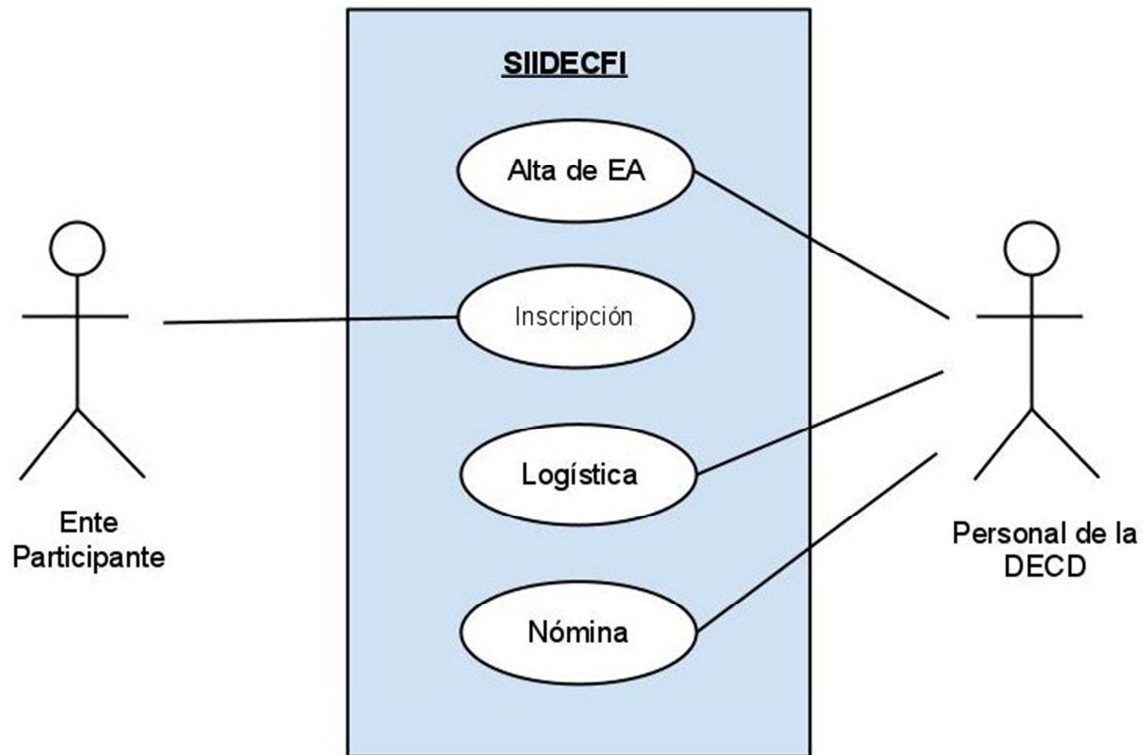 SIIDECFI
Alta de EA
Inscripción
Logística
Nómina
Ente
Participante
Personal de la
DECD